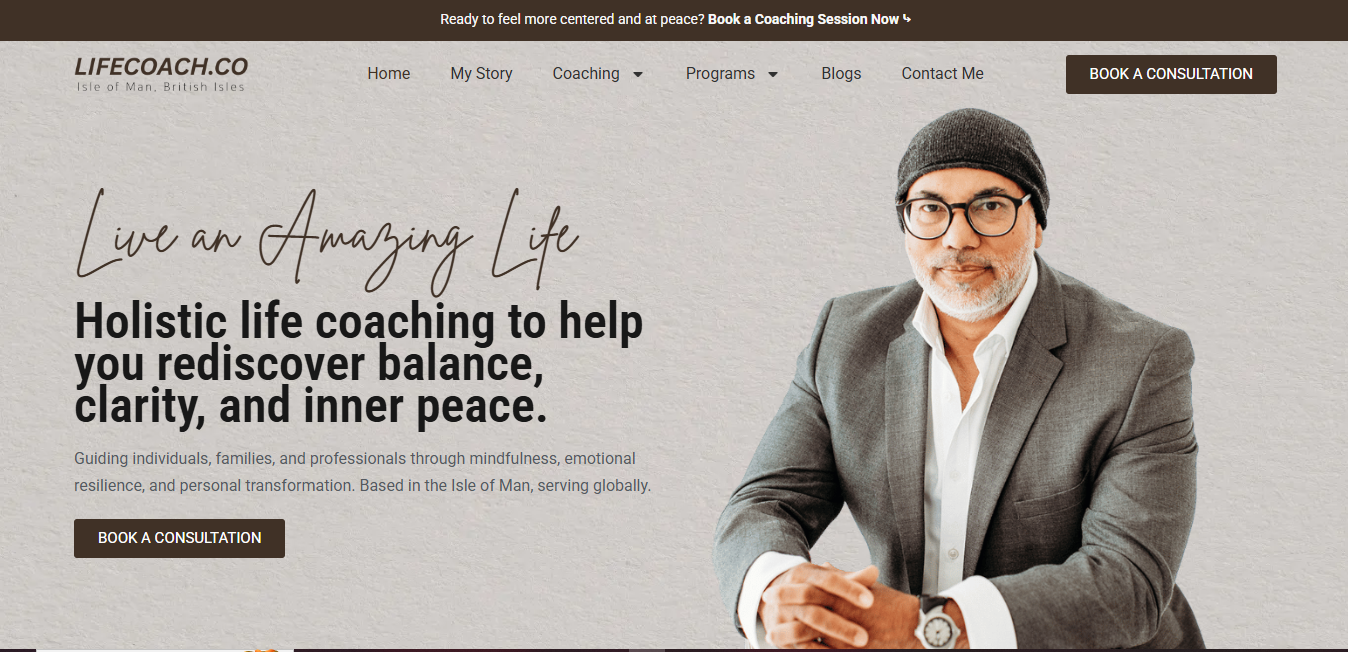 Ready to feel more centered and at peace? Book a Coaching Session Now ⤷
LIFECOACH.CO
Isle of Man, British Isles
Home My Story Coaching Programs Blogs Contact Me BOOK A CONSULTATION
Live an Amazing Life
Holistic life coaching to help
you rediscover balance,
clarity, and inner peace.
Guiding individuals, families, and professionals through mindfulness, emotional
resilience, and personal transformation. Based in the Isle of Man, serving globally.
BOOK A CONSULTATION